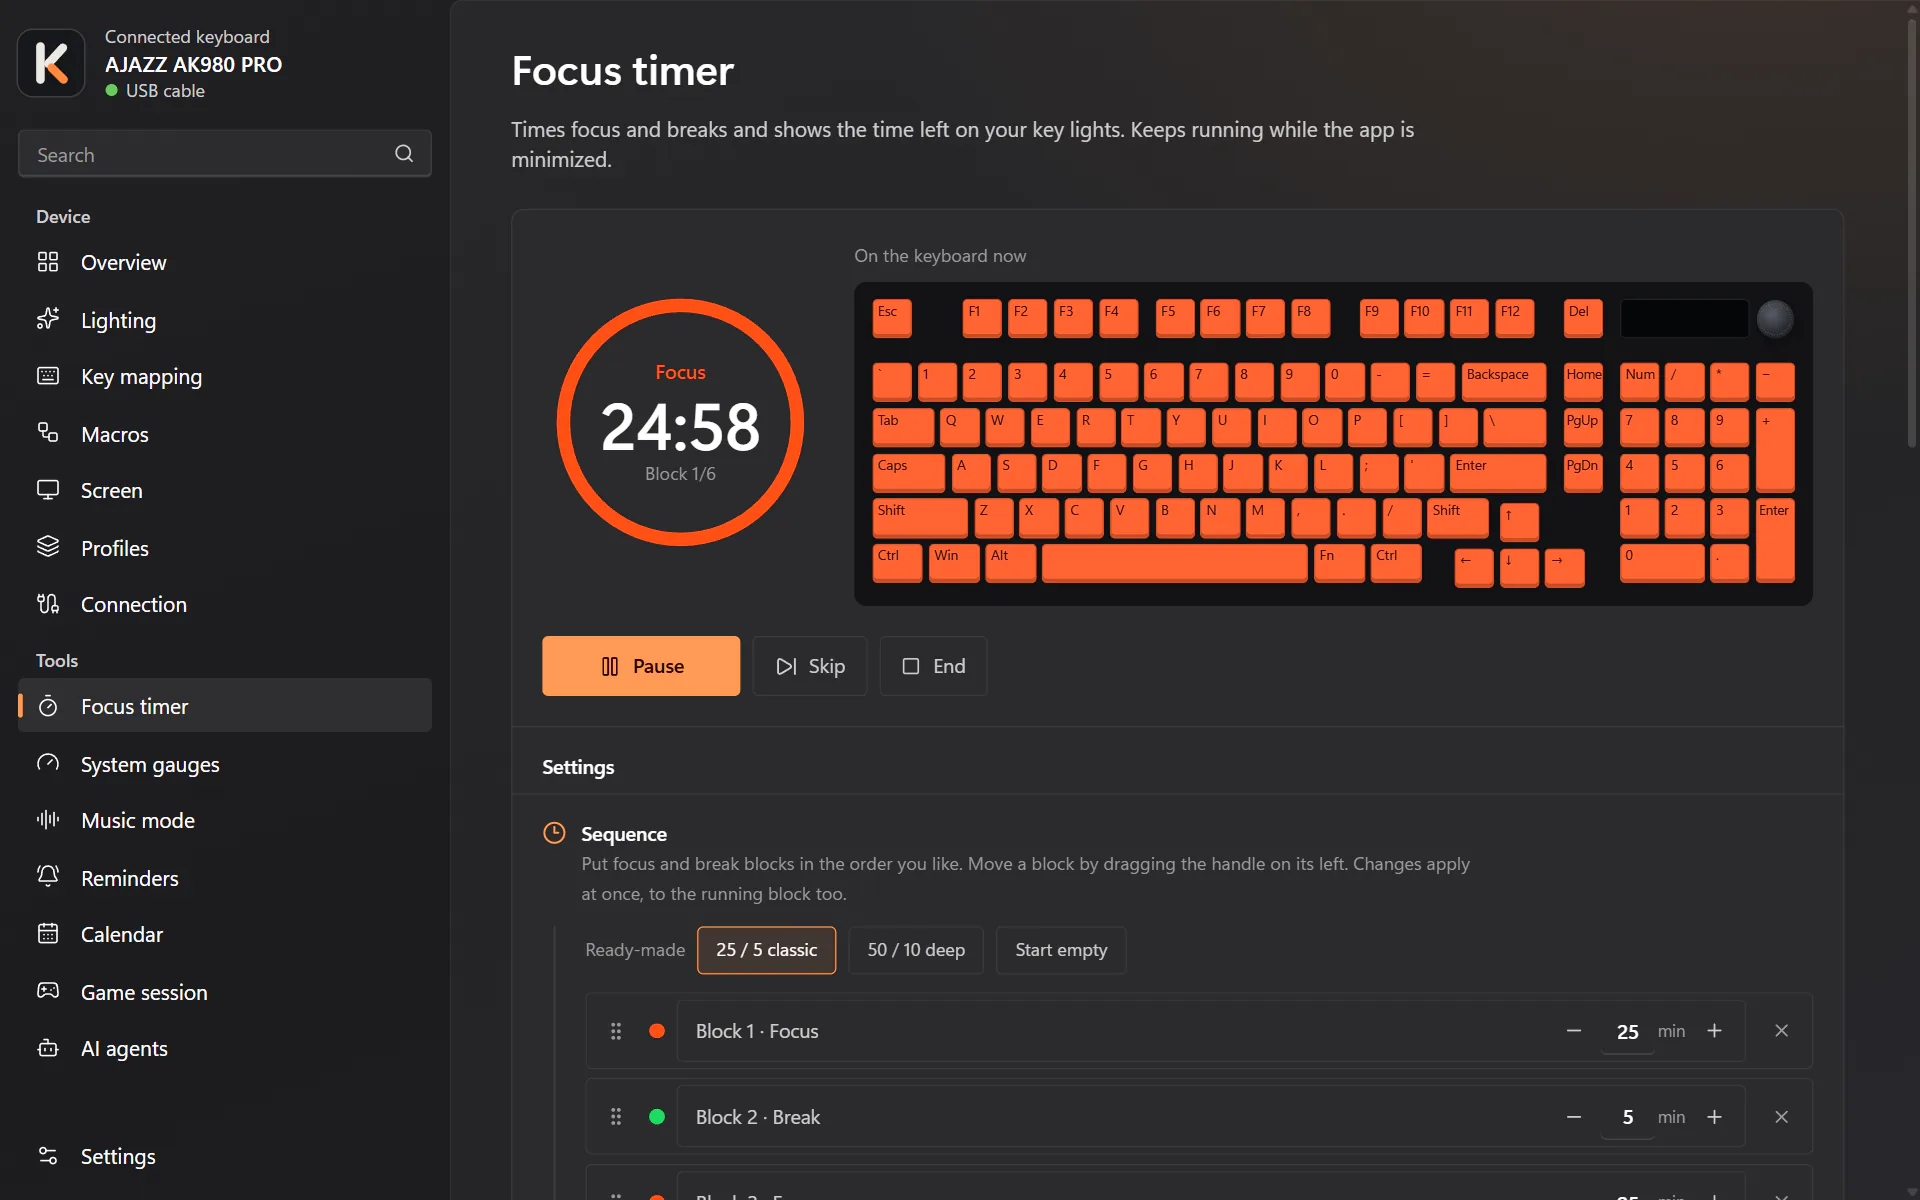 Connected keyboard
AJAZZ AK980 PRO
USB cable
Search
Device
Overview
Lighting
Key mapping
Macros
Screen
Profiles
Connection
Tools
Focus timer
System gauges
Music mode
Reminders
Calendar
Game session
AI agents
Settings
Focus timer
Times focus and breaks and shows the time left on your key lights. Keeps running while the app is
minimized.
Focus
24:58
Block 1/6
On the keyboard now
Esc F1 F2 F3 F4 F5 F6 F7 F8 F9 F10 F11 F12 Del
` 1 2 3 4 5 6 7 8 9 0 - = Backspace Home Num / * −
Tab Q W E R T Y U I O P [ ] \ PgUp 7 8 9 +
Caps A S D F G H J K L ; ' Enter PgDn 4 5 6
Shift Z X C V B N M , . / Shift ↑ 1 2 3 Enter
Ctrl Win Alt Fn Ctrl ← ↓ → 0 .
Pause Skip End
Settings
Sequence
Put focus and break blocks in the order you like. Move a block by dragging the handle on its left. Changes apply
at once, to the running block too.
Ready-made 25 / 5 classic 50 / 10 deep Start empty
Block 1 · Focus − 25 min +
Block 2 · Break − 5 min +